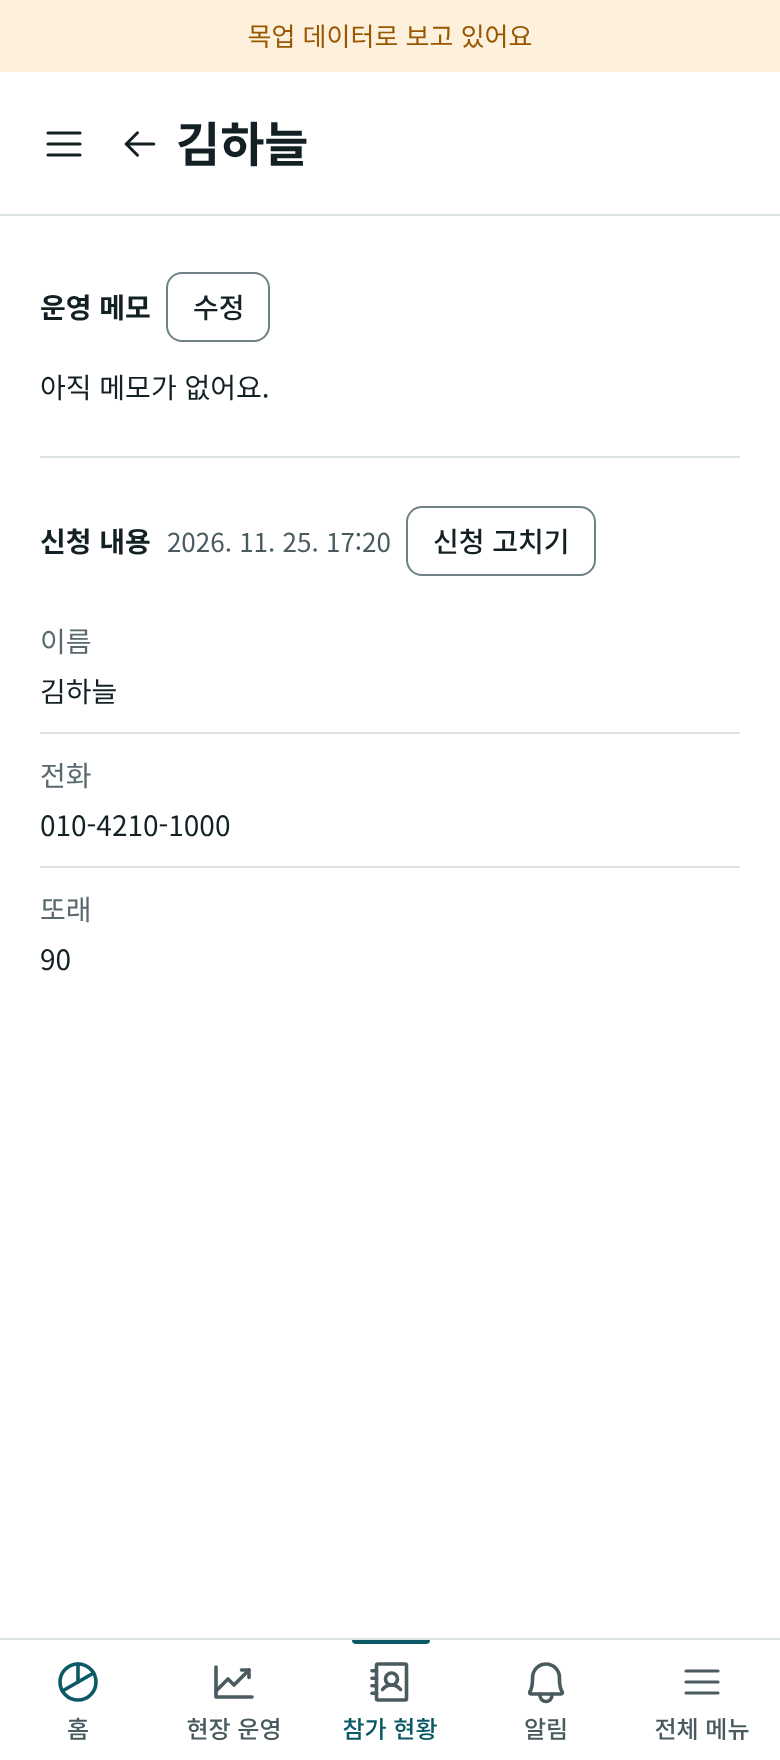 목업 데이터로 보고 있어요
김하늘
운영 메모 수정
아직 메모가 없어요.
신청 내용 2026. 11. 25. 17:20 신청 고치기
이름
김하늘
전화
010-4210-1000
또래
90
홈 현장 운영 참가 현황 알림 전체 메뉴